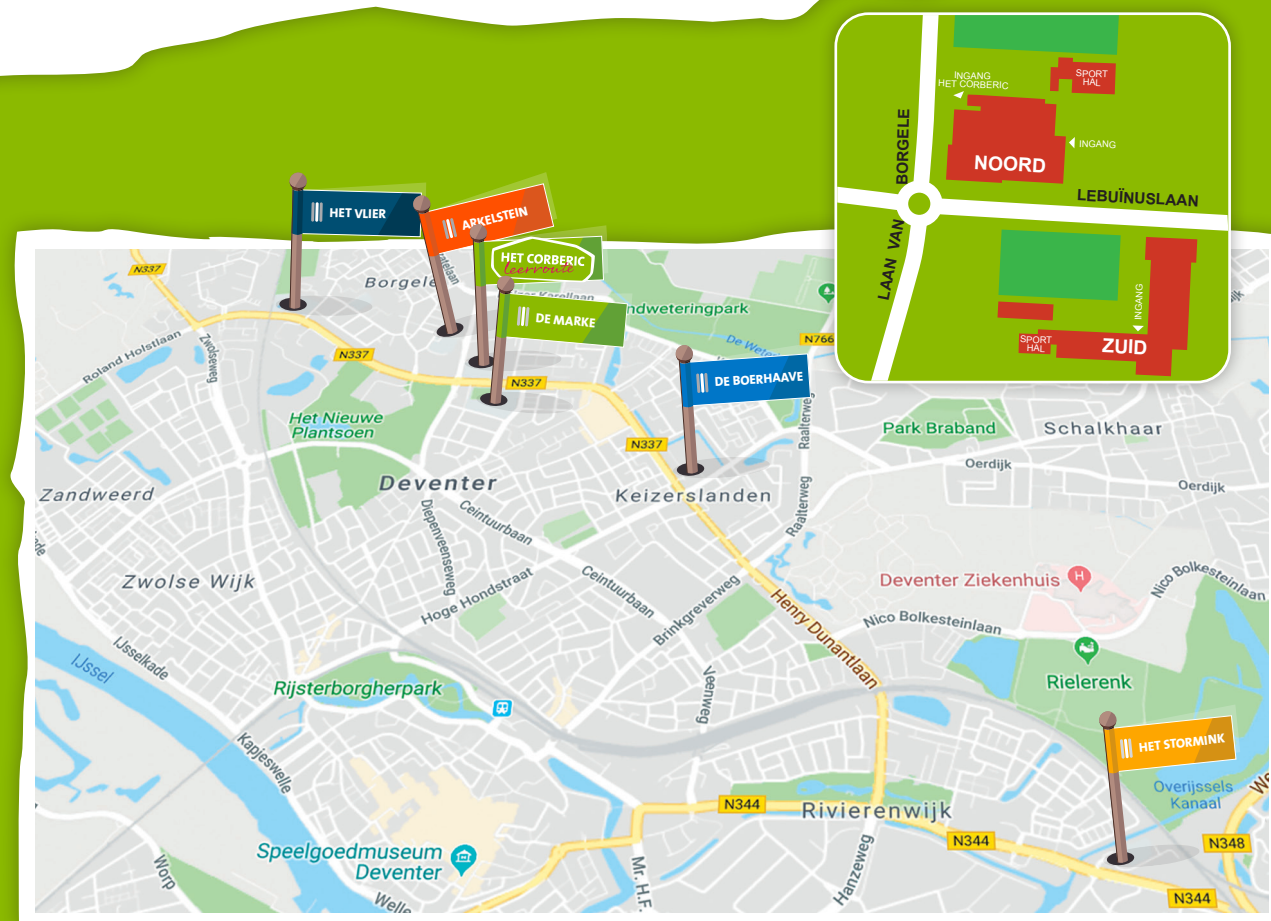 INGANG
HET CORBERIC
SPORT
HAL
INGANG
NOORD
LAAN VAN BORGELE
LEBUÏNUSLAAN
INGANG
SPORT
HAL
ZUID
HET VLIER
ARKELSTEIN
HET CORBERIC
leerroute
DE MARKE
DE BOERHAAVE
HET STORMINK
N337
Borgele
Roland Holstlaan
Zwolseweg
N337
N337
N337
N766
Het Nieuwe
Plantsoen
Raalterweg
Park Braband
Schalkhaar
Oerdijk
Oerdijk
Zandweerd
Deventer
Keizerslanden
Ceintuurbaan
Diepenveenseweg
Raalterweg
Zwolse Wijk
Hoge Hondstraat
Ceintuurbaan
Brinkgreverweg
Henry Dunantlaan
Deventer Ziekenhuis
H
Nico Bolkesteinlaan
Nico Bolkesteinlaan
IJsselkade
IJssel
Rijsterborgherpark
Veenweg
Rielerenk
Kapjeswelle
Overijssels
Kanaal
N344
Rivierenwijk
N344
N348
Speelgoedmuseum
Deventer
Worp
Welle
Mr. H.F.
Hanzeweg
N344